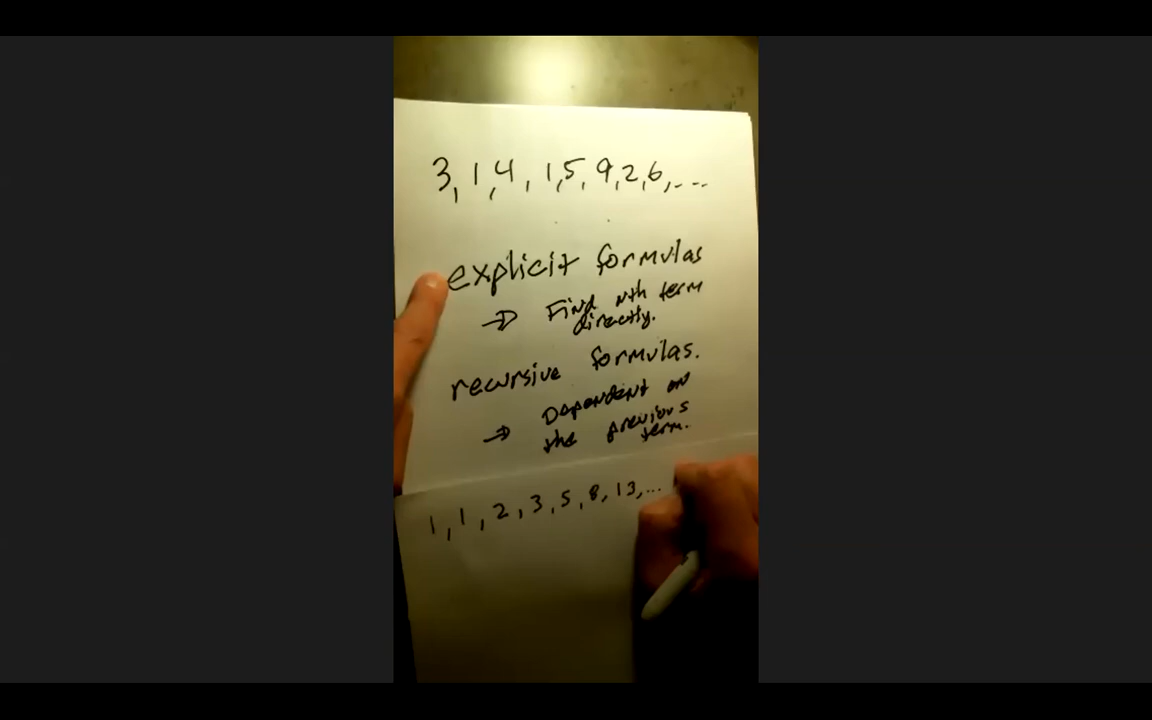 3, 1, 4, 1, 5, 9, 2, 6, ...
explicit formulas
→ Find nth term
directly.
recursive formulas.
→ Dependent on
the previous
term.
1, 1, 2, 3, 5, 8, 13, ...